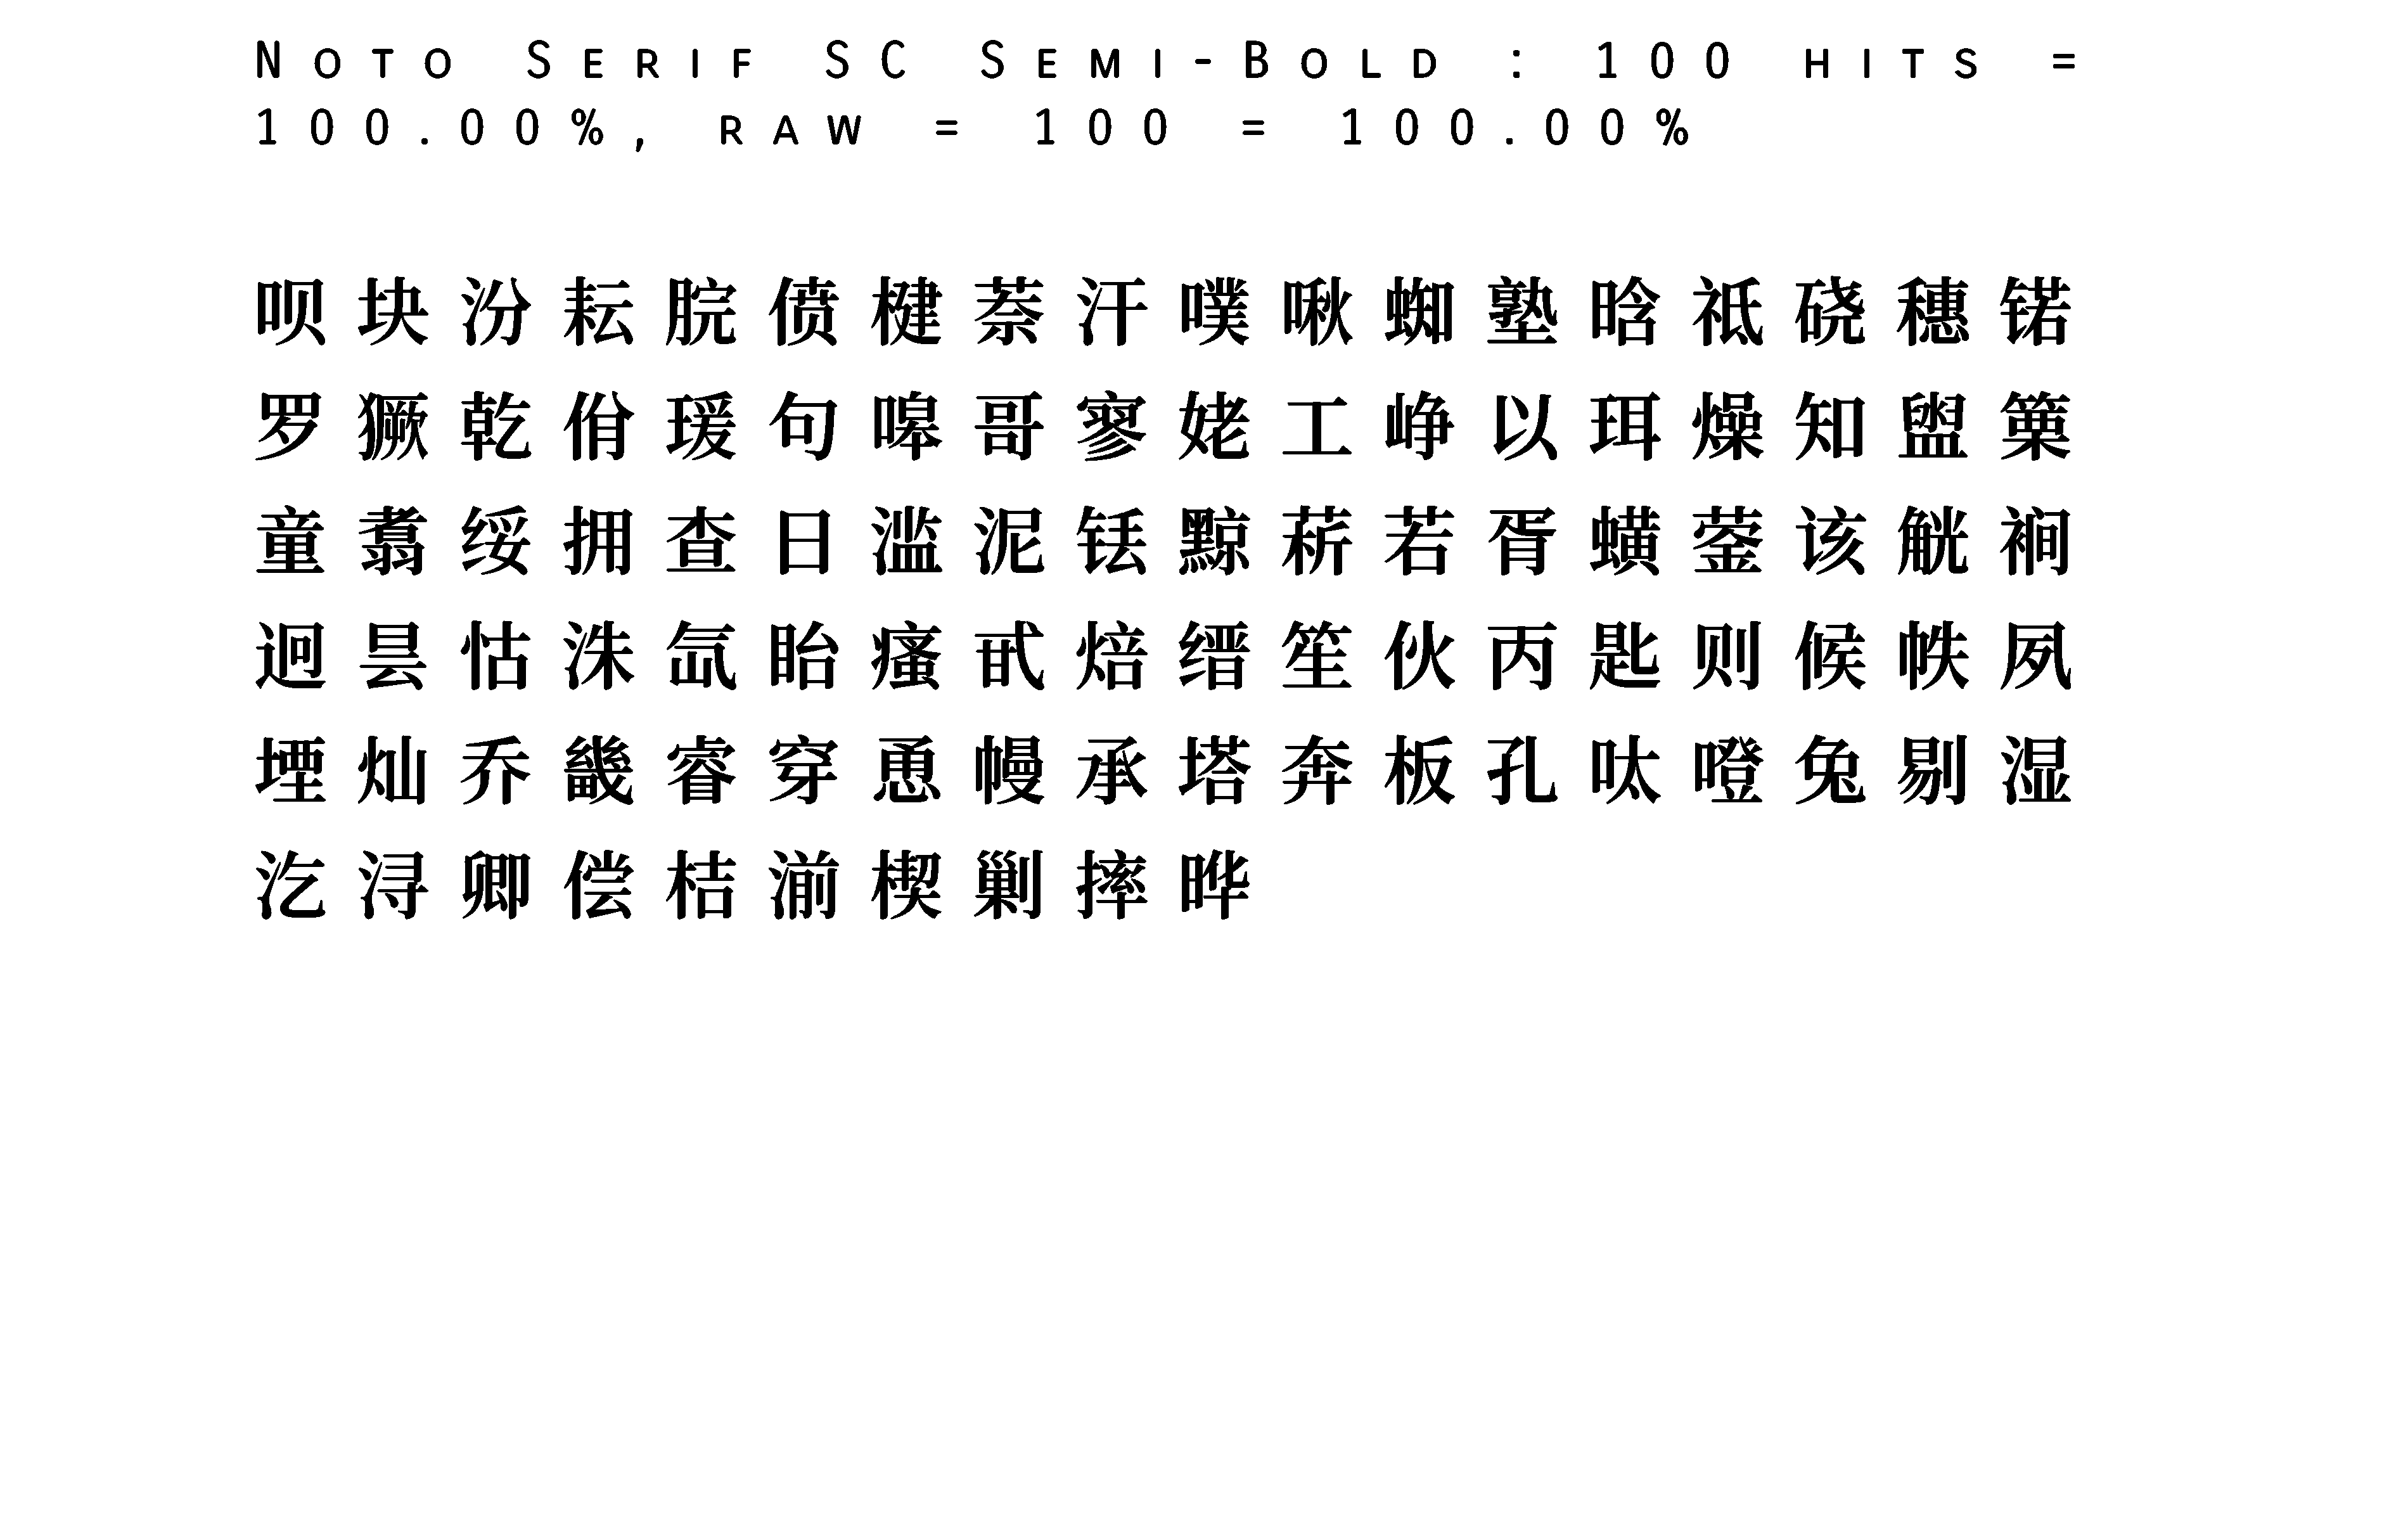 Noto Serif SC Semi-Bold : 100 hits =
100.00%, raw = 100 = 100.00%
呗块汾耘脘偾楗萘汗噗啾蜘塾晗祗硗穗锘
罗獗乾佾瑗句嗥哥寥姥工峥以珥燥知盥篥
童翥绥拥查日滥泥铥黥菥若胥蟥蓥该觥裥
迥昙怙洙氙眙瘙甙焙缙笙伙丙匙则候帙夙
堙灿乔畿睿穿恿幔承塔奔板孔呔噔兔剔湿
汔浔卿偿桔湔楔剿摔晔